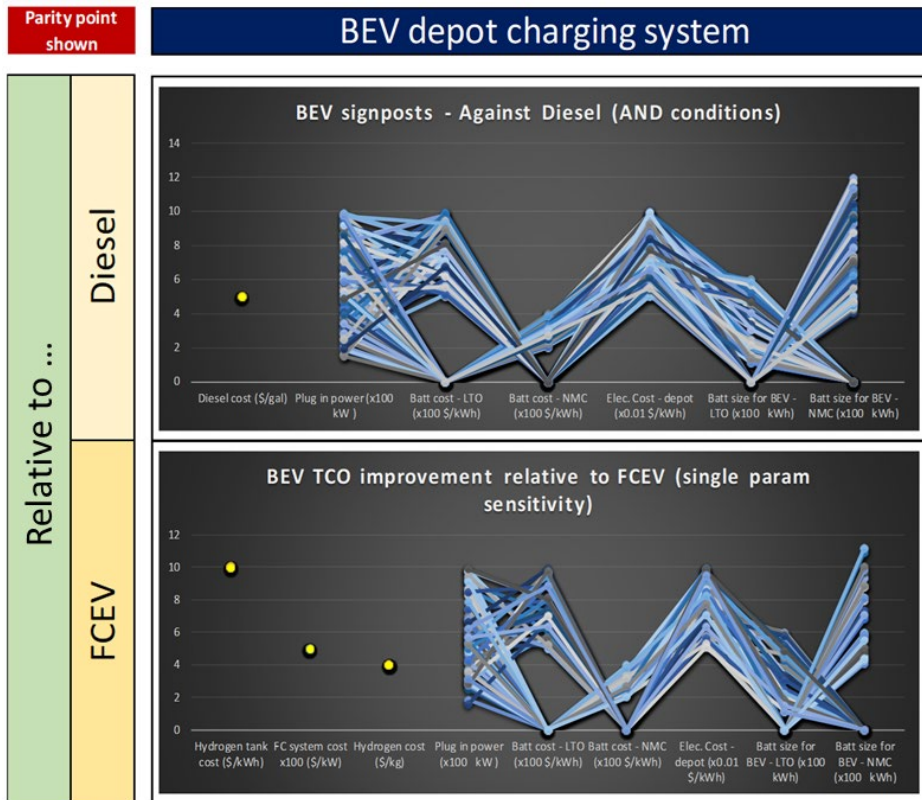 Parity point
shown
BEV depot charging system
Relative to ...
Diesel
BEV signposts - Against Diesel (AND conditions)
14
12
10
8
6
4
2
0
Diesel cost ($/gal)
Plug in power (x100
kW )
Batt cost - LTO
(x100 $/kWh)
Batt cost - NMC
(x100 $/kWh)
Elec. Cost - depot
(x0.01 $/kWh)
Batt size for BEV -
LTO (x100 kWh)
Batt size for BEV -
NMC (x100 kWh)
FCEV
BEV TCO improvement relative to FCEV (single param
sensitivity)
12
10
8
6
4
2
0
Hydrogen tank
cost ($/kWh)
FC system cost
x100 ($/kW)
Hydrogen cost
($/kg)
Plug in power
(x100 kW )
Batt cost - LTO
(x100 $/kWh)
Batt cost - NMC
(x100 $/kWh)
Elec. Cost -
depot (x0.01
$/kWh)
Batt size for
BEV - LTO (x100
kWh)
Batt size for
BEV - NMC
(x100 kWh)